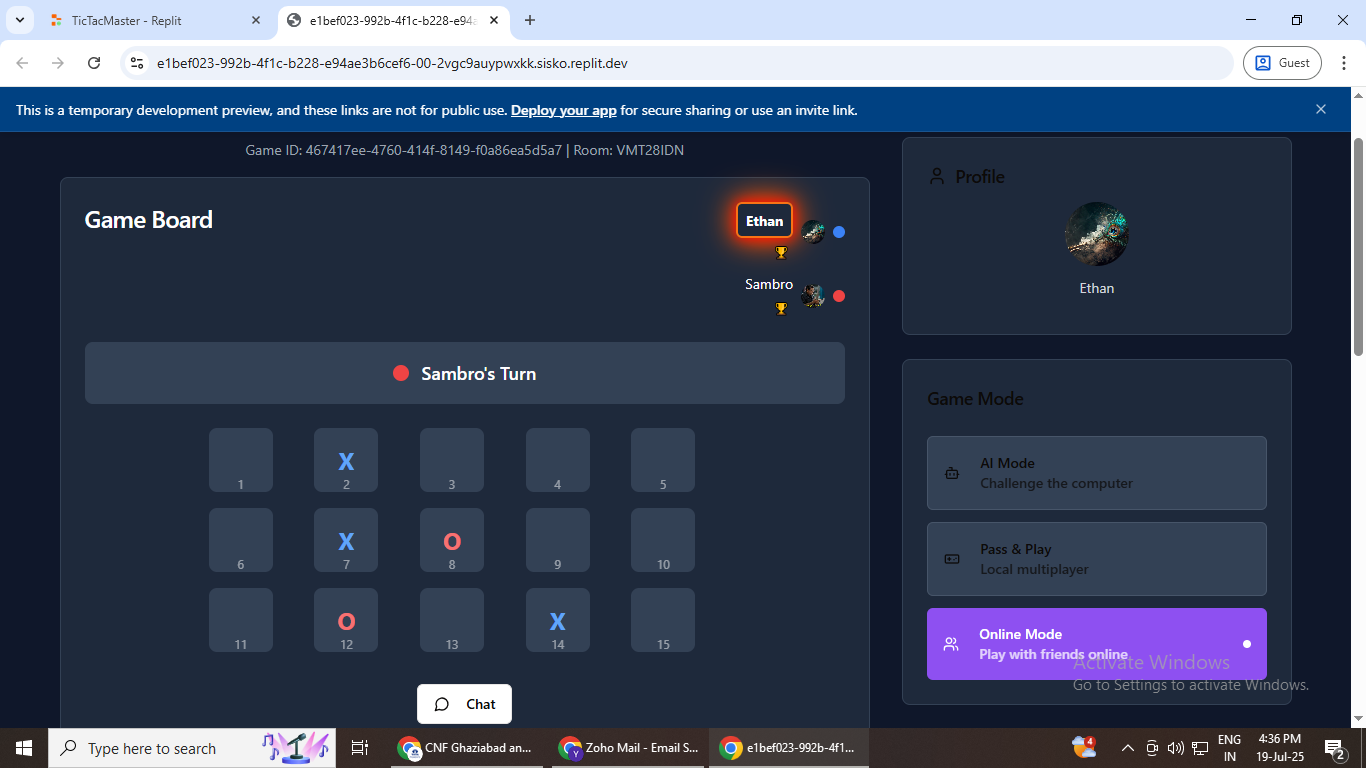 TicTacMaster - Replit
e1bef023-992b-4f1c-b228-e94ae
e1bef023-992b-4f1c-b228-e94ae3b6cef6-00-2vgc9auypwxkk.sisko.replit.dev
Guest
This is a temporary development preview, and these links are not for public use. Deploy your app for secure sharing or use an invite link.
Game ID: 467417ee-4760-414f-8149-f0a86ea5d5a7 | Room: VMT28IDN
Game Board
Ethan
Sambro
Sambro's Turn
1
X
2
3
4
5
6
X
7
O
8
9
10
11
O
12
13
X
14
15
Chat
Profile
Ethan
Game Mode
AI Mode
Challenge the computer
Pass & Play
Local multiplayer
Online Mode
Play with friends online
Activate Windows
Go to Settings to activate Windows.
Type here to search
CNF Ghaziabad an...
Zoho Mail - Email S...
e1bef023-992b-4f1...
4
ENG
IN
4:36 PM
19-Jul-25
2